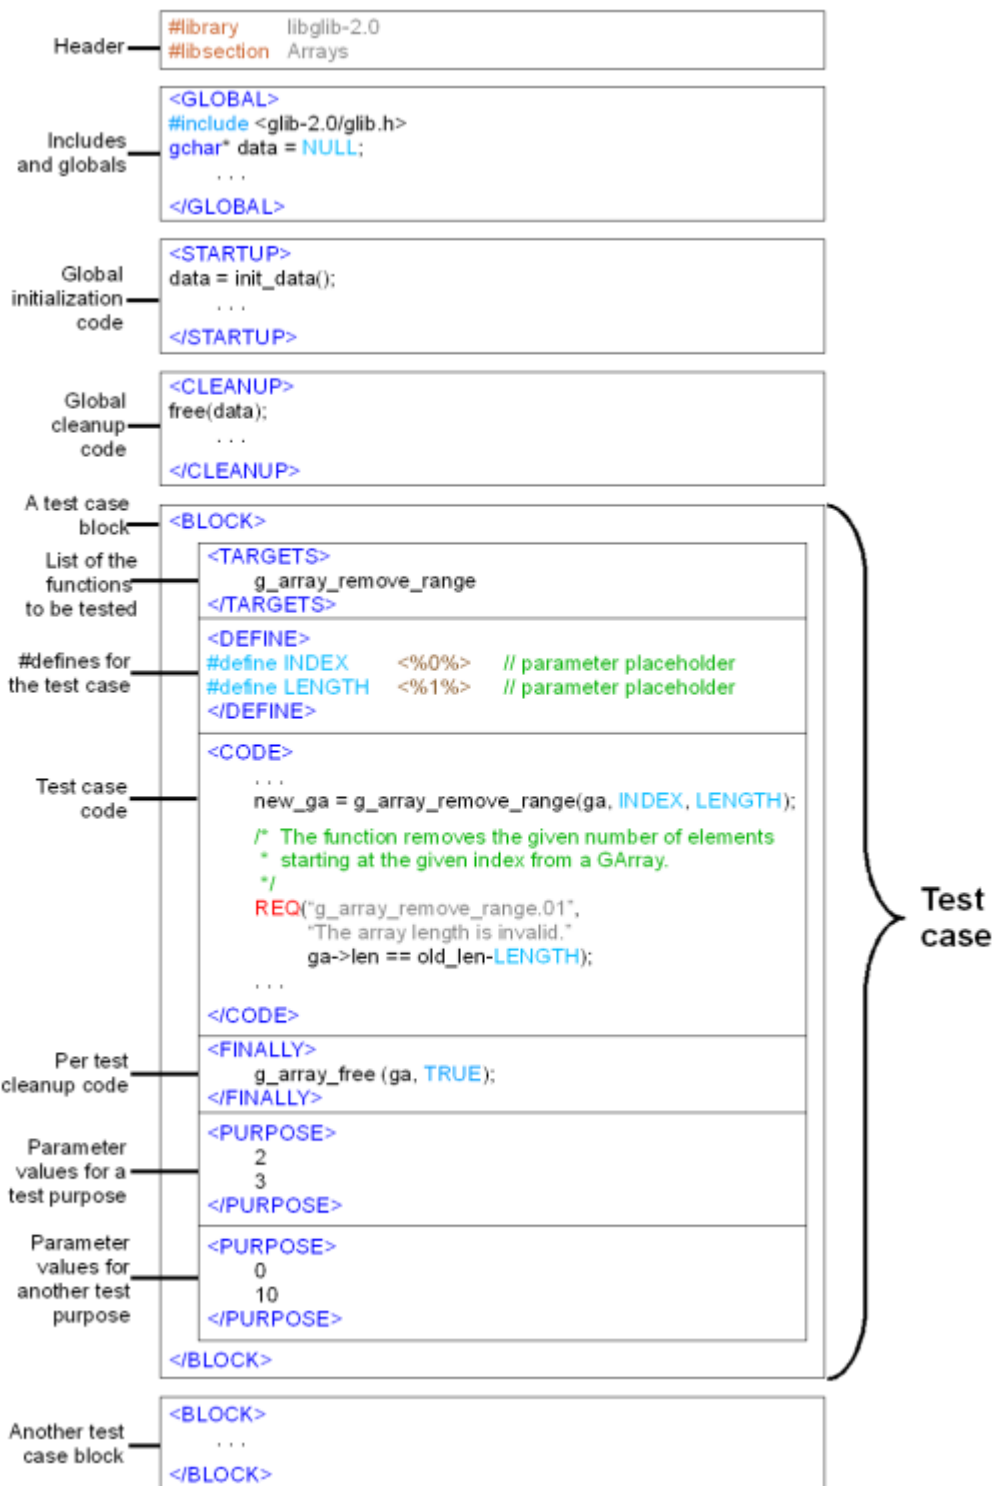 Header
#library libglib-2.0
#libsection Arrays
Includes
and globals
<GLOBAL>
#include <glib-2.0/glib.h>
gchar* data = NULL;
. . .
</GLOBAL>
Global
initialization
code
<STARTUP>
data = init_data();
. . .
</STARTUP>
Global
cleanup
code
<CLEANUP>
free(data);
. . .
</CLEANUP>
A test case
block
<BLOCK>
List of the
functions
to be tested
<TARGETS>
g_array_remove_range
</TARGETS>
#defines for
the test case
<DEFINE>
#define INDEX <%0%> // parameter placeholder
#define LENGTH <%1%> // parameter placeholder
</DEFINE>
Test case
code
<CODE>
. . .
new_ga = g_array_remove_range(ga, INDEX, LENGTH);
/* The function removes the given number of elements
* starting at the given index from a GArray.
*/
REQ("g_array_remove_range.01",
"The array length is invalid."
ga->len == old_len-LENGTH);
. . .
</CODE>
Per test
cleanup code
<FINALLY>
g_array_free (ga, TRUE);
</FINALLY>
Parameter
values for a
test purpose
<PURPOSE>
2
3
</PURPOSE>
Parameter
values for
another test
purpose
<PURPOSE>
0
10
</PURPOSE>
</BLOCK>
Test
case
Another test
case block
<BLOCK>
. . .
</BLOCK>